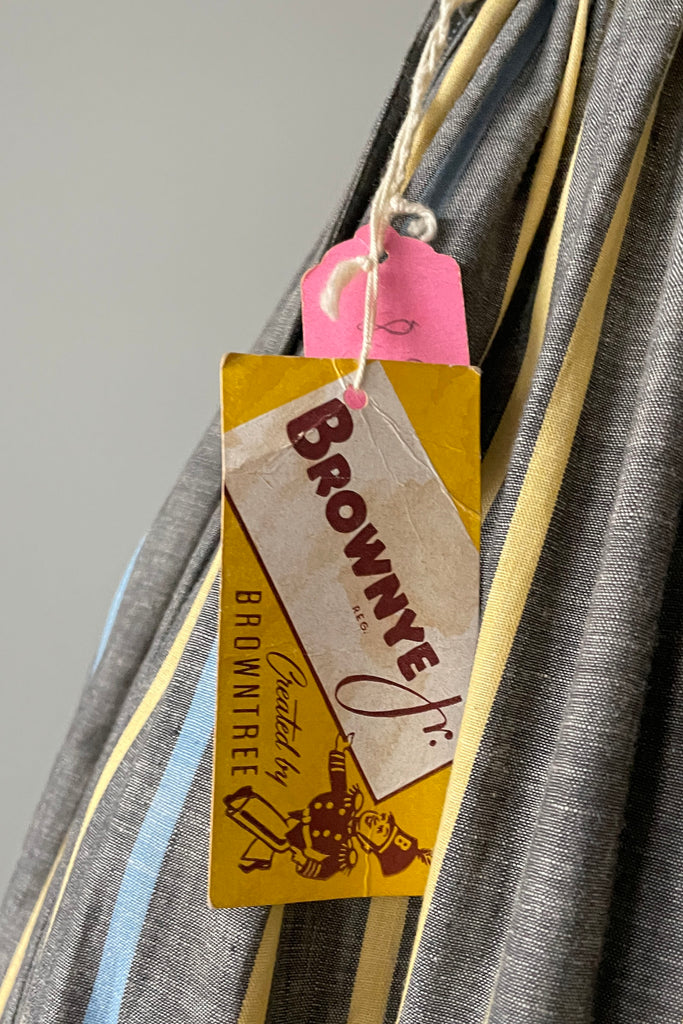 BROWNYE
REG.
Jr.
Created by
BROWNTREE
B